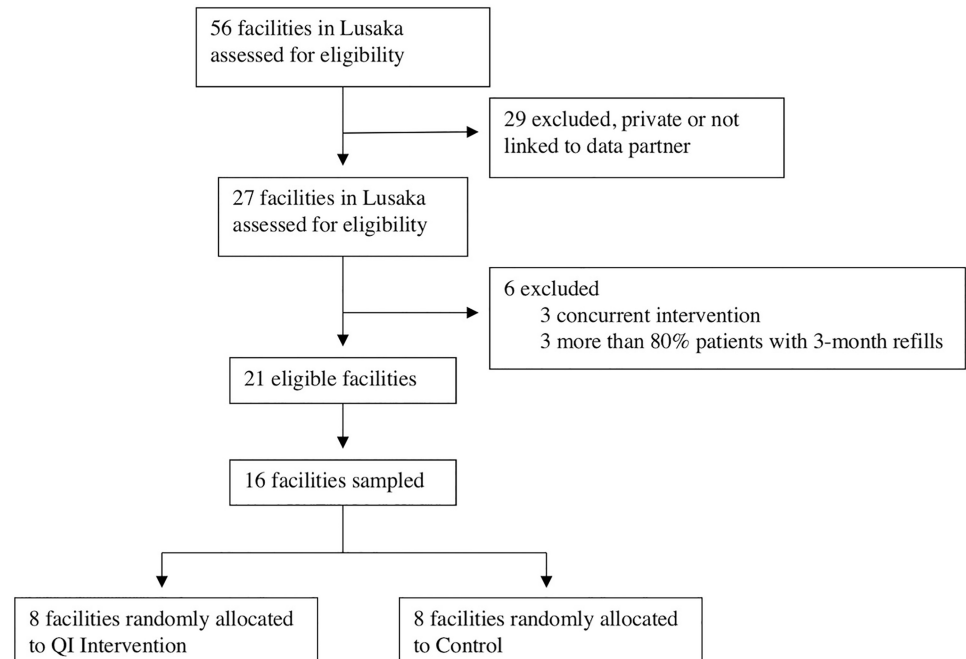 56 facilities in Lusaka
assessed for eligibility
29 excluded, private or not
linked to data partner
27 facilities in Lusaka
assessed for eligibility
6 excluded
3 concurrent intervention
3 more than 80% patients with 3-month refills
21 eligible facilities
16 facilities sampled
8 facilities randomly allocated
to QI Intervention
8 facilities randomly allocated
to Control